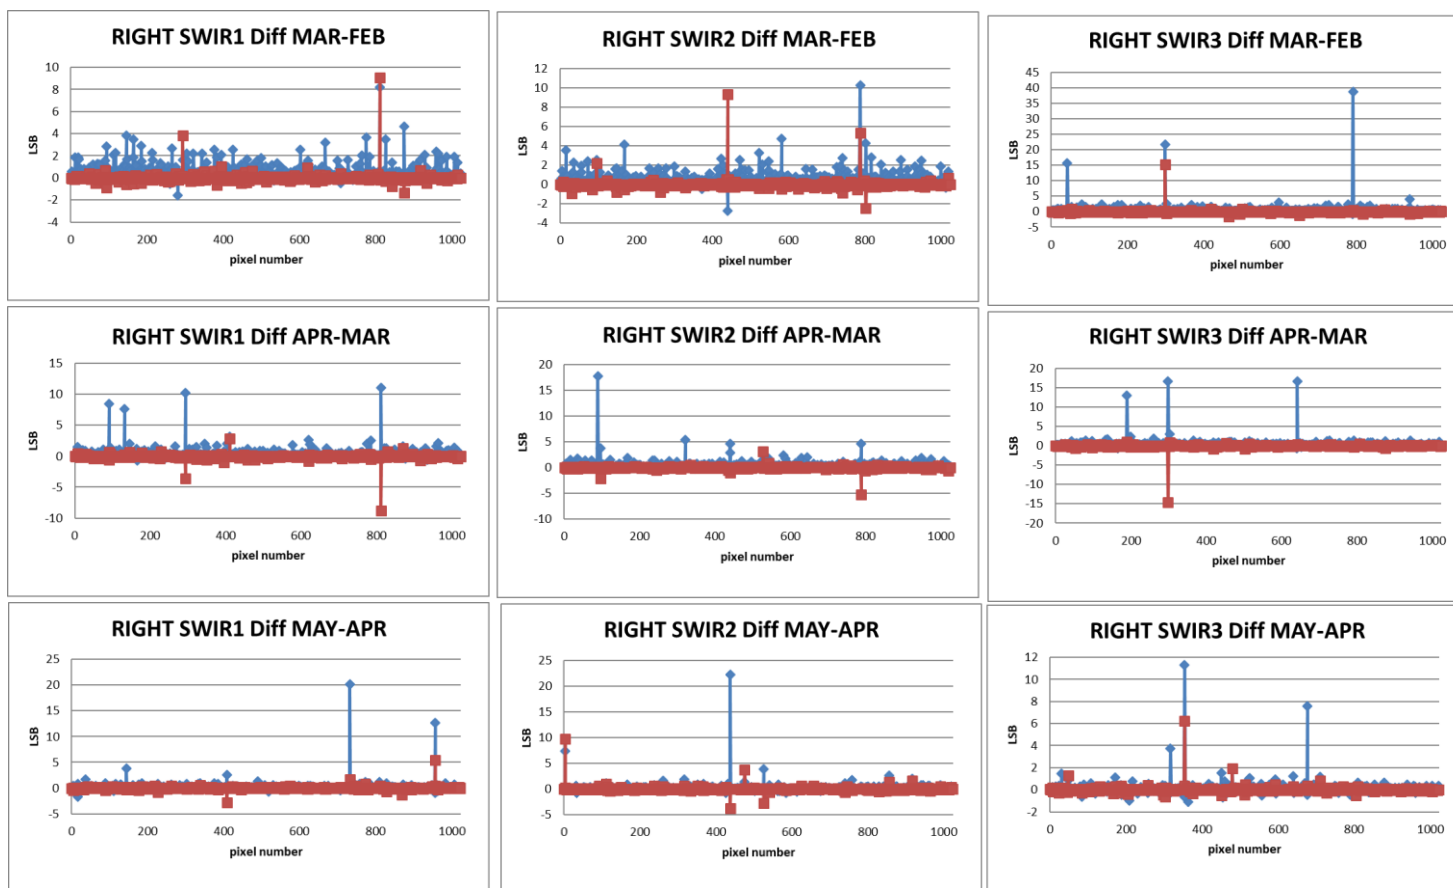 RIGHT SWIR1 Diff MAR-FEB
10
8
6
4
2
0
-2
-4
LSB
0 200 400 600 800 1000
pixel number
RIGHT SWIR2 Diff MAR-FEB
12
10
8
6
4
2
0
-2
-4
LSB
0 200 400 600 800 1000
pixel number
RIGHT SWIR3 Diff MAR-FEB
45
40
35
30
25
20
15
10
5
0
-5
LSB
0 200 400 600 800 1000
pixel number
RIGHT SWIR1 Diff APR-MAR
15
10
5
0
-5
-10
LSB
0 200 400 600 800 1000
pixel number
RIGHT SWIR2 Diff APR-MAR
20
15
10
5
0
-5
-10
LSB
0 200 400 600 800 1000
pixel number
RIGHT SWIR3 Diff APR-MAR
20
15
10
5
0
-5
-10
-15
-20
LSB
0 200 400 600 800 1000
pixel number
RIGHT SWIR1 Diff MAY-APR
25
20
15
10
5
0
-5
LSB
0 200 400 600 800 1000
pixel number
RIGHT SWIR2 Diff MAY-APR
25
20
15
10
5
0
-5
LSB
0 200 400 600 800 1000
pixel number
RIGHT SWIR3 Diff MAY-APR
12
10
8
6
4
2
0
-2
LSB
0 200 400 600 800 1000
pixel number